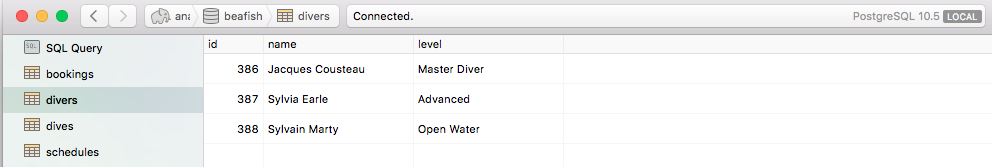 ana beafish divers Connected. PostgreSQL 10.5 LOCAL
SQL Query
bookings
divers
dives
schedules
id name level
386 Jacques Cousteau Master Diver
387 Sylvia Earle Advanced
388 Sylvain Marty Open Water